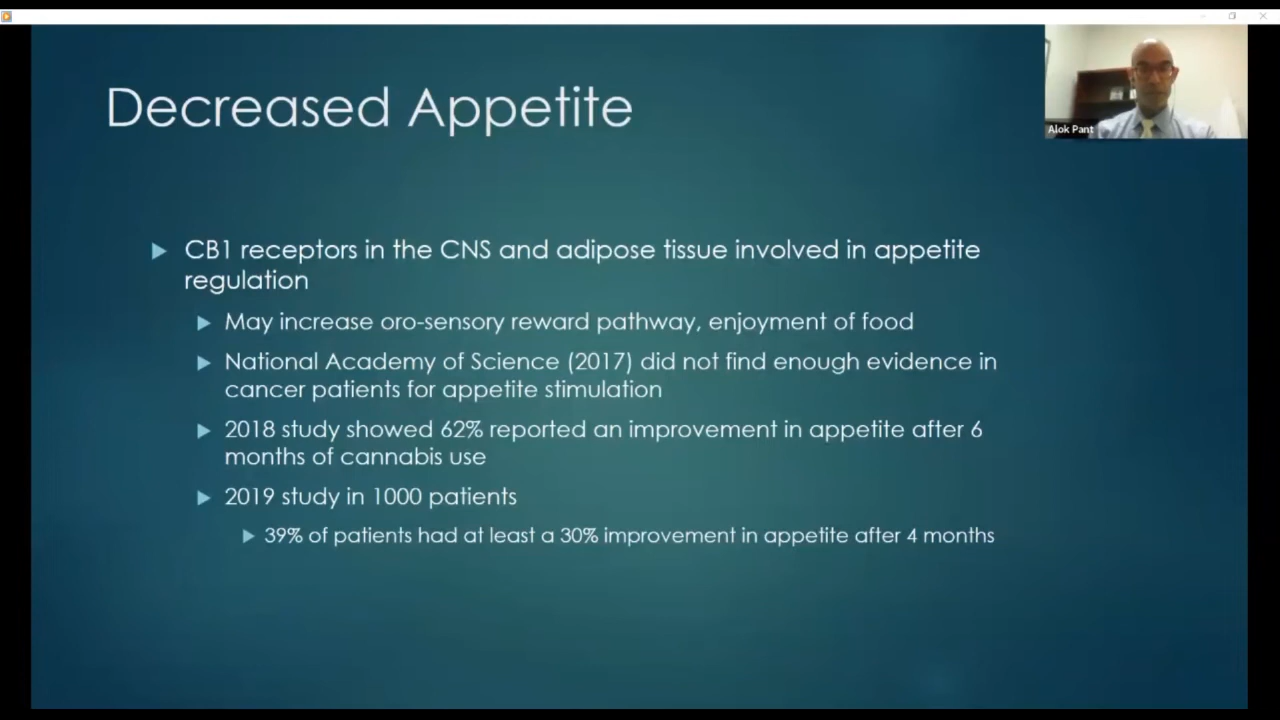 Decreased Appetite
Alok Pant
CB1 receptors in the CNS and adipose tissue involved in appetite
regulation
May increase oro-sensory reward pathway, enjoyment of food
National Academy of Science (2017) did not find enough evidence in
cancer patients for appetite stimulation
2018 study showed 62% reported an improvement in appetite after 6
months of cannabis use
2019 study in 1000 patients
39% of patients had at least a 30% improvement in appetite after 4 months